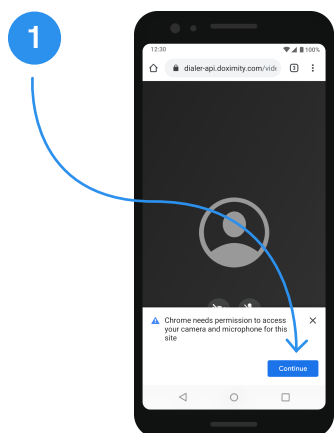 1
12:30
100%
dialer-api.doximity.com/vide
3
Chrome needs permission to access
your camera and microphone for this
site
Continue